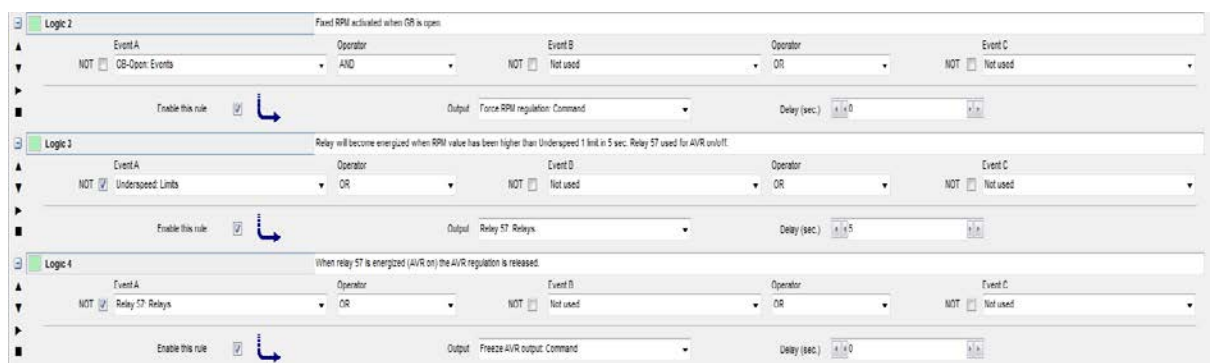 Logic 2 Fixed RPM activated when GB is open
Event A Operator Event B Operator Event C
NOT GB-Open: Events AND NOT Not used OR NOT Not used
Enable this rule Output Force RPM regulation: Command Delay (sec.) 0
Logic 3 Relay will become energized when RPM value has been higher than Underspeed 1 limit in 5 sec. Relay 57 used for AVR on/off.
Event A Operator Event B Operator Event C
NOT Underspeed: Limits OR NOT Not used OR NOT Not used
Enable this rule Output Relay 57: Relays Delay (sec.) 5
Logic 4 When relay 57 is energized (AVR on) the AVR regulation is released.
Event A Operator Event B Operator Event C
NOT Relay 57: Relays OR NOT Not used OR NOT Not used
Enable this rule Output Freeze AVR output: Command Delay (sec.) 0